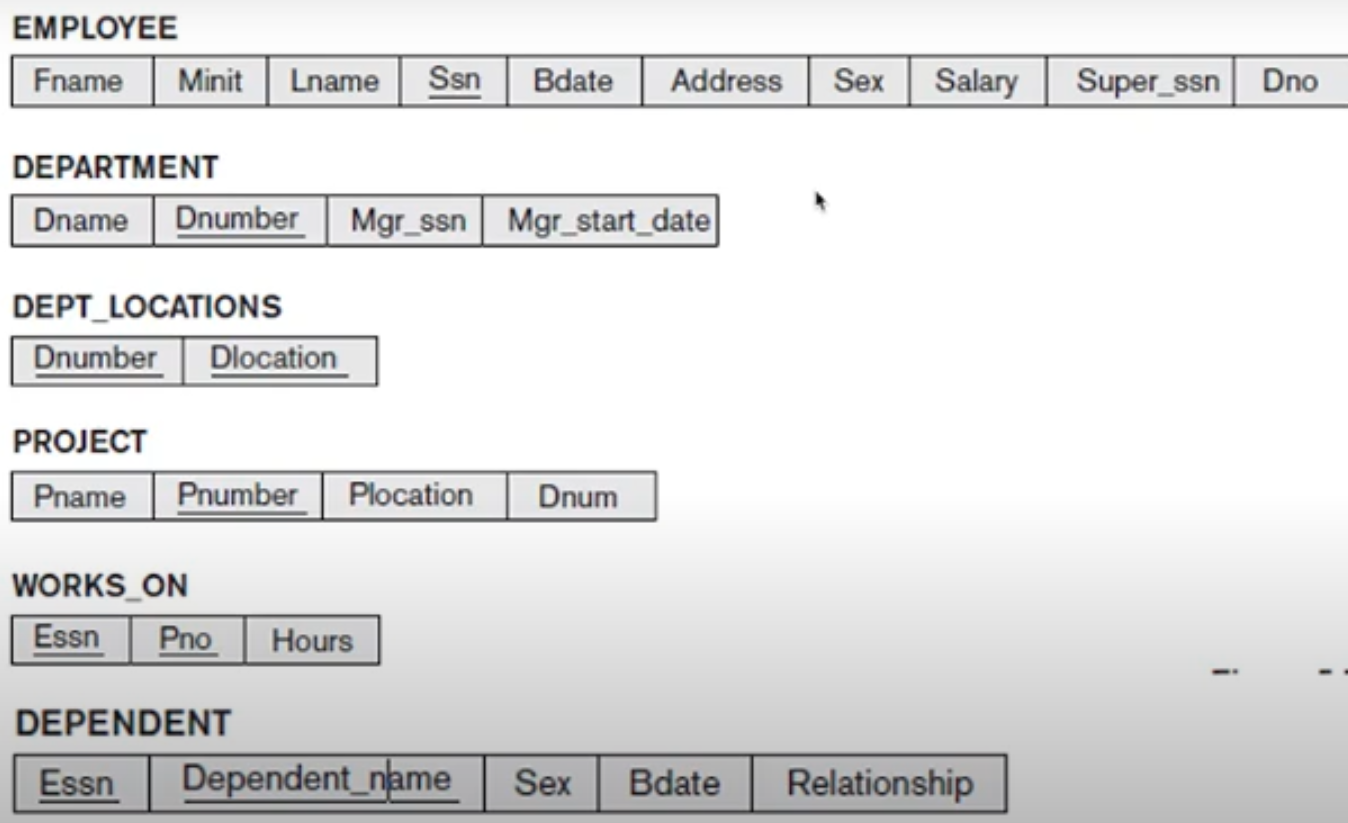 EMPLOYEE
Fname Minit Lname Ssn Bdate Address Sex Salary Super_ssn Dno
DEPARTMENT
Dname Dnumber Mgr_ssn Mgr_start_date
DEPT_LOCATIONS
Dnumber Dlocation
PROJECT
Pname Pnumber Plocation Dnum
WORKS_ON
Essn Pno Hours
DEPENDENT
Essn Dependent_name Sex Bdate Relationship